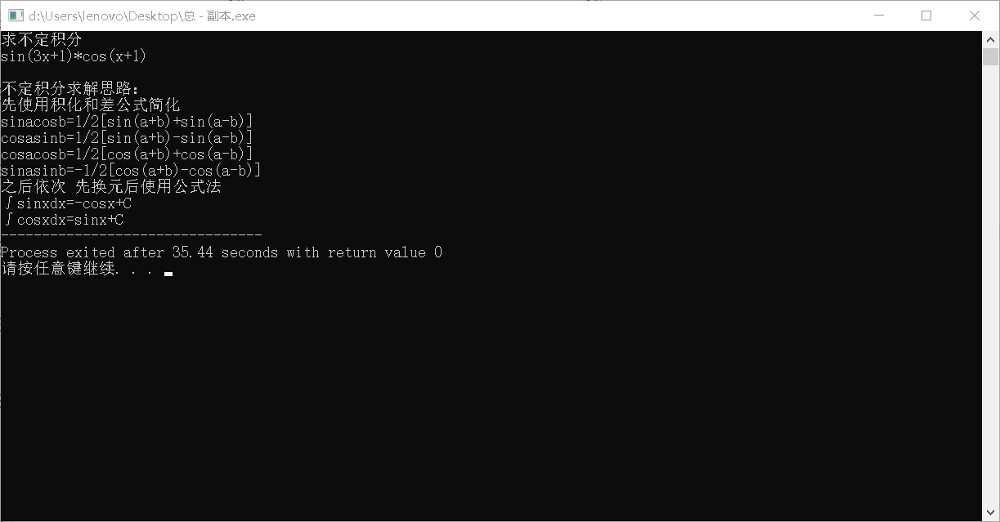 d:\Users\lenovo\Desktop\总 - 副本.exe
求不定积分
sin(3x+1)*cos(x+1)
不定积分求解思路：
先使用积化和差公式简化
sinacosb=1/2[sin(a+b)+sin(a-b)]
cosasinb=1/2[sin(a+b)-sin(a-b)]
cosacosb=1/2[cos(a+b)+cos(a-b)]
sinasinb=-1/2[cos(a+b)-cos(a-b)]
之后依次 先换元后使用公式法
∫sinxdx=-cosx+C
∫cosxdx=sinx+C
--------------------------------
Process exited after 35.44 seconds with return value 0
请按任意键继续. . .